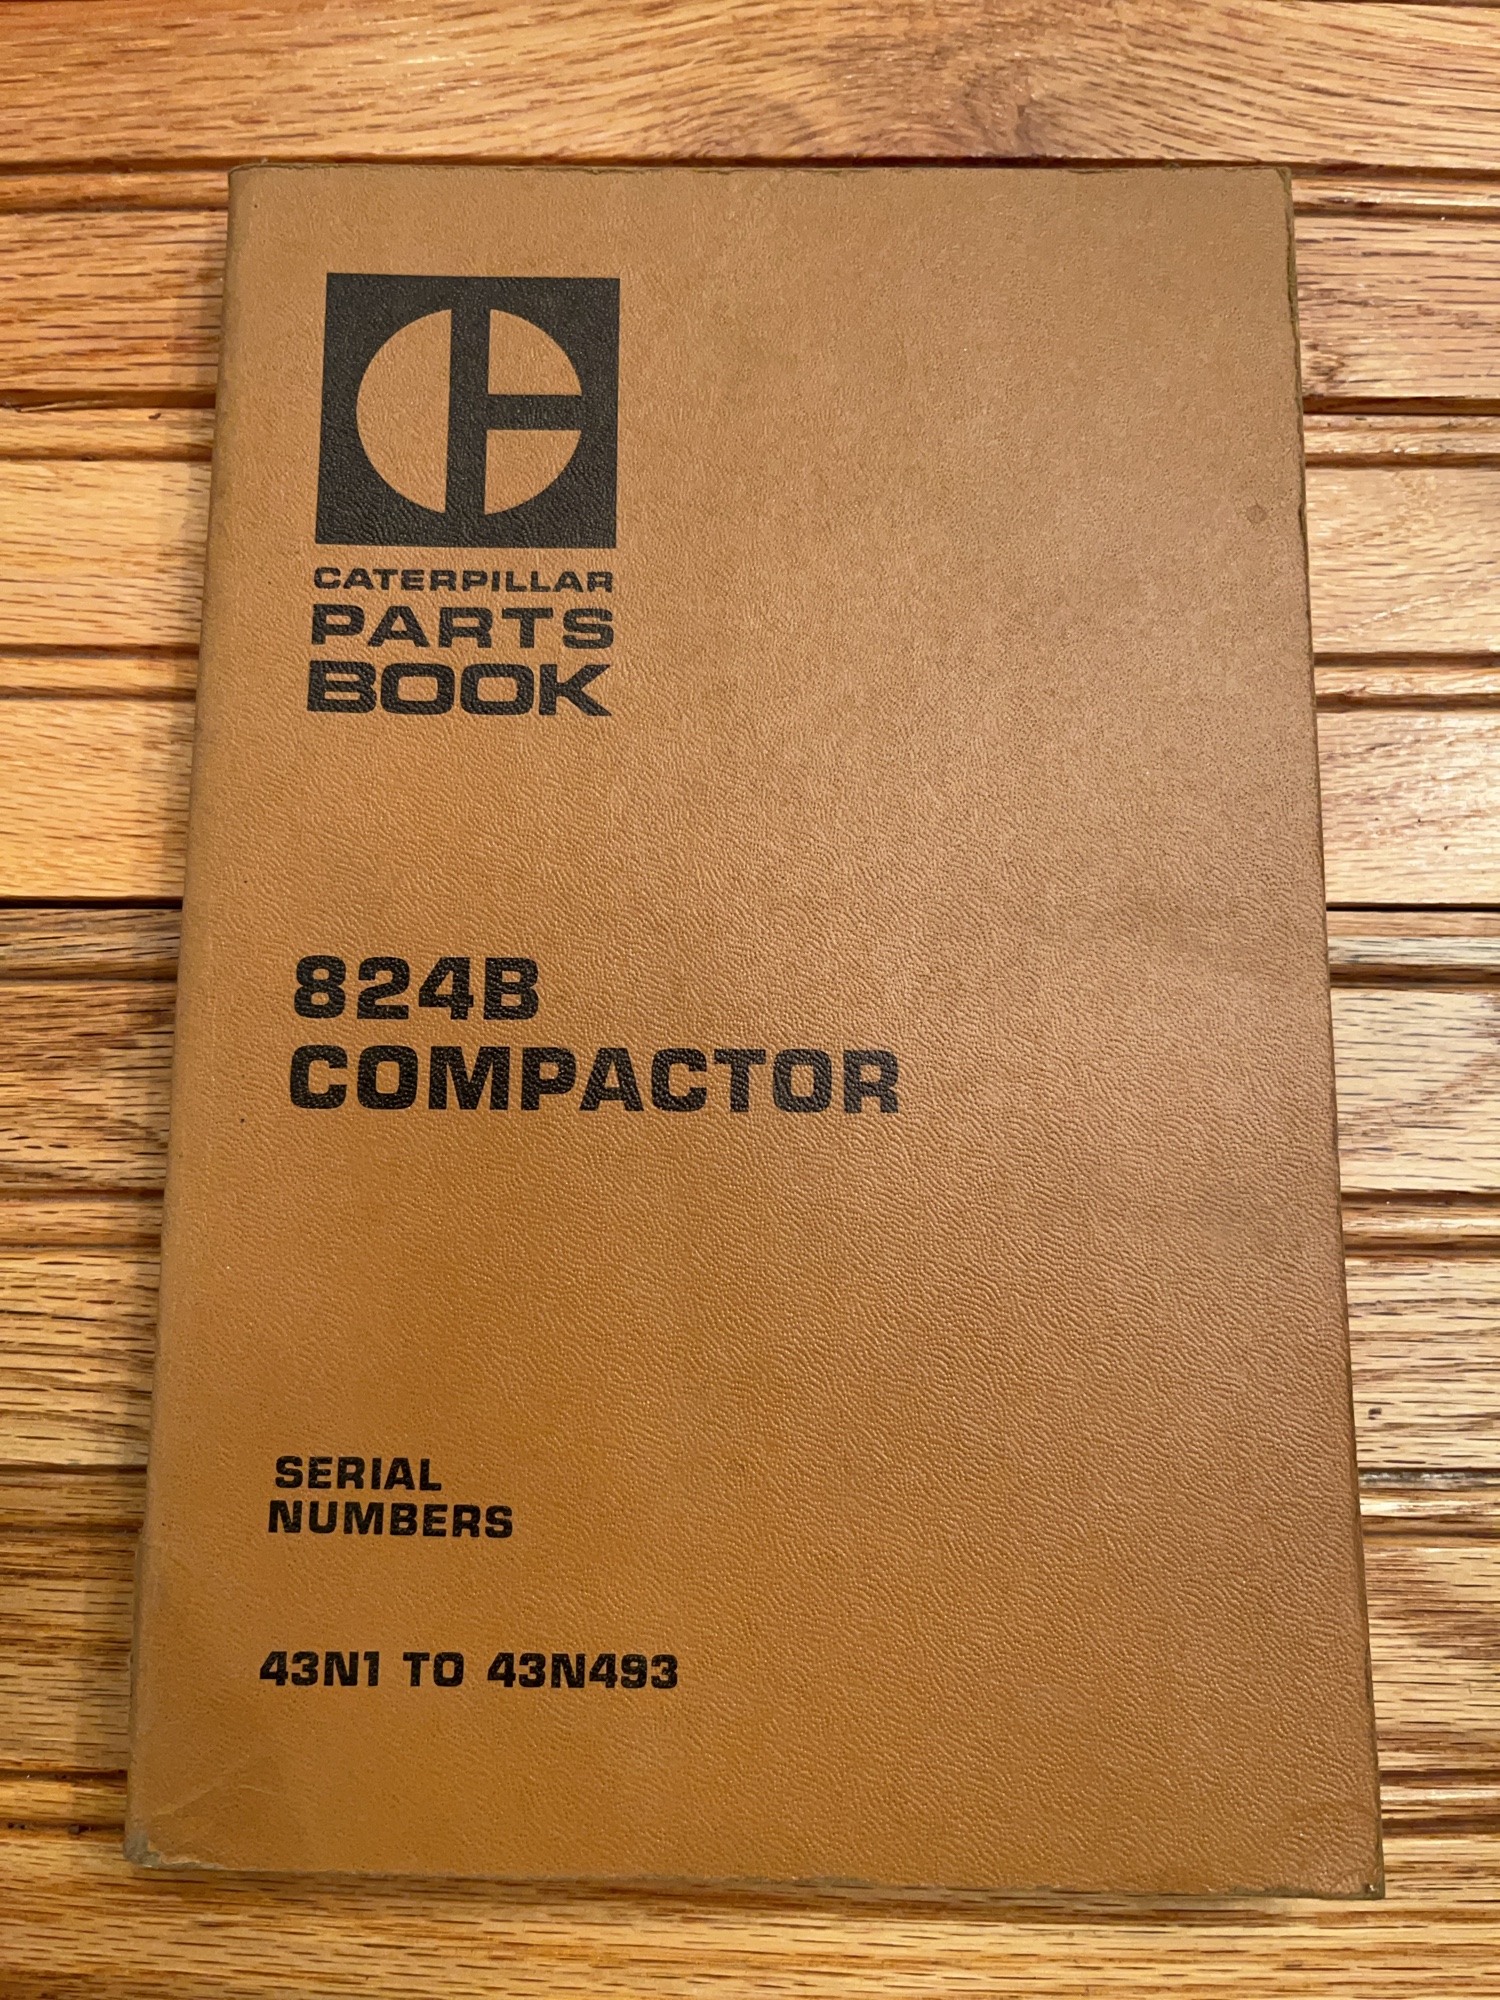 CATERPILLAR
PARTS
BOOK
824B
COMPACTOR
SERIAL
NUMBERS
43N1 TO 43N493